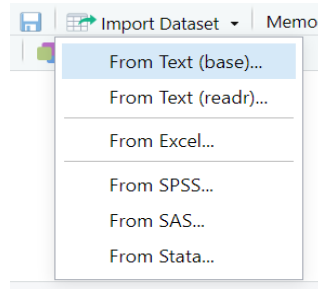 Import Dataset Memo
From Text (base)...
From Text (readr)...
From Excel...
From SPSS...
From SAS...
From Stata...